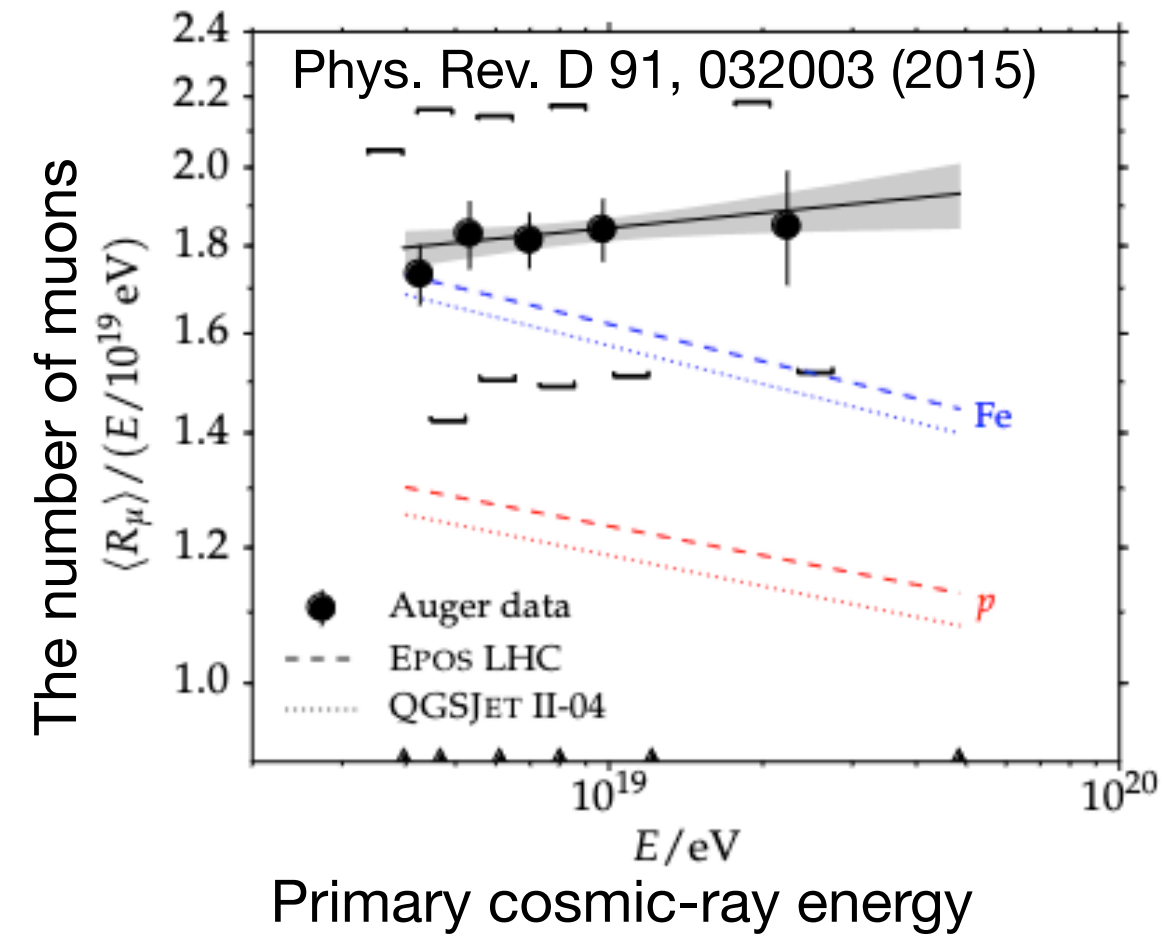 Phys. Rev. D 91, 032003 (2015)
The number of muons
⟨Rμ⟩/(E/10¹⁹ eV)
2.4
2.2
2.0
1.8
1.6
1.4
1.2
1.0
Fe
p
Auger data
EPOS LHC
QGSJET II-04
10¹⁹
10²⁰
E/eV
Primary cosmic-ray energy